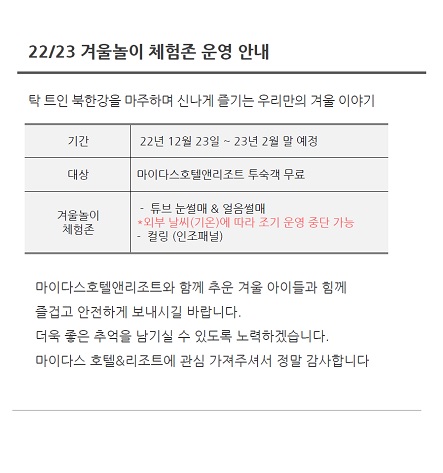 22/23 겨울놀이 체험존 운영 안내
탁 트인 북한강을 마주하며 신나게 즐기는 우리만의 겨울 이야기
기간 22년 12월 23일 ~ 23년 2월 말 예정
대상 마이다스호텔앤리조트 투숙객 무료
겨울놀이
체험존
- 튜브 눈썰매 & 얼음썰매
*외부 날씨(기온)에 따라 조기 운영 중단 가능
- 컬링 (인조패널)
마이다스호텔앤리조트와 함께 추운 겨울 아이들과 함께
즐겁고 안전하게 보내시길 바랍니다.
더욱 좋은 추억을 남기실 수 있도록 노력하겠습니다.
마이다스 호텔&리조트에 관심 가져주셔서 정말 감사합니다